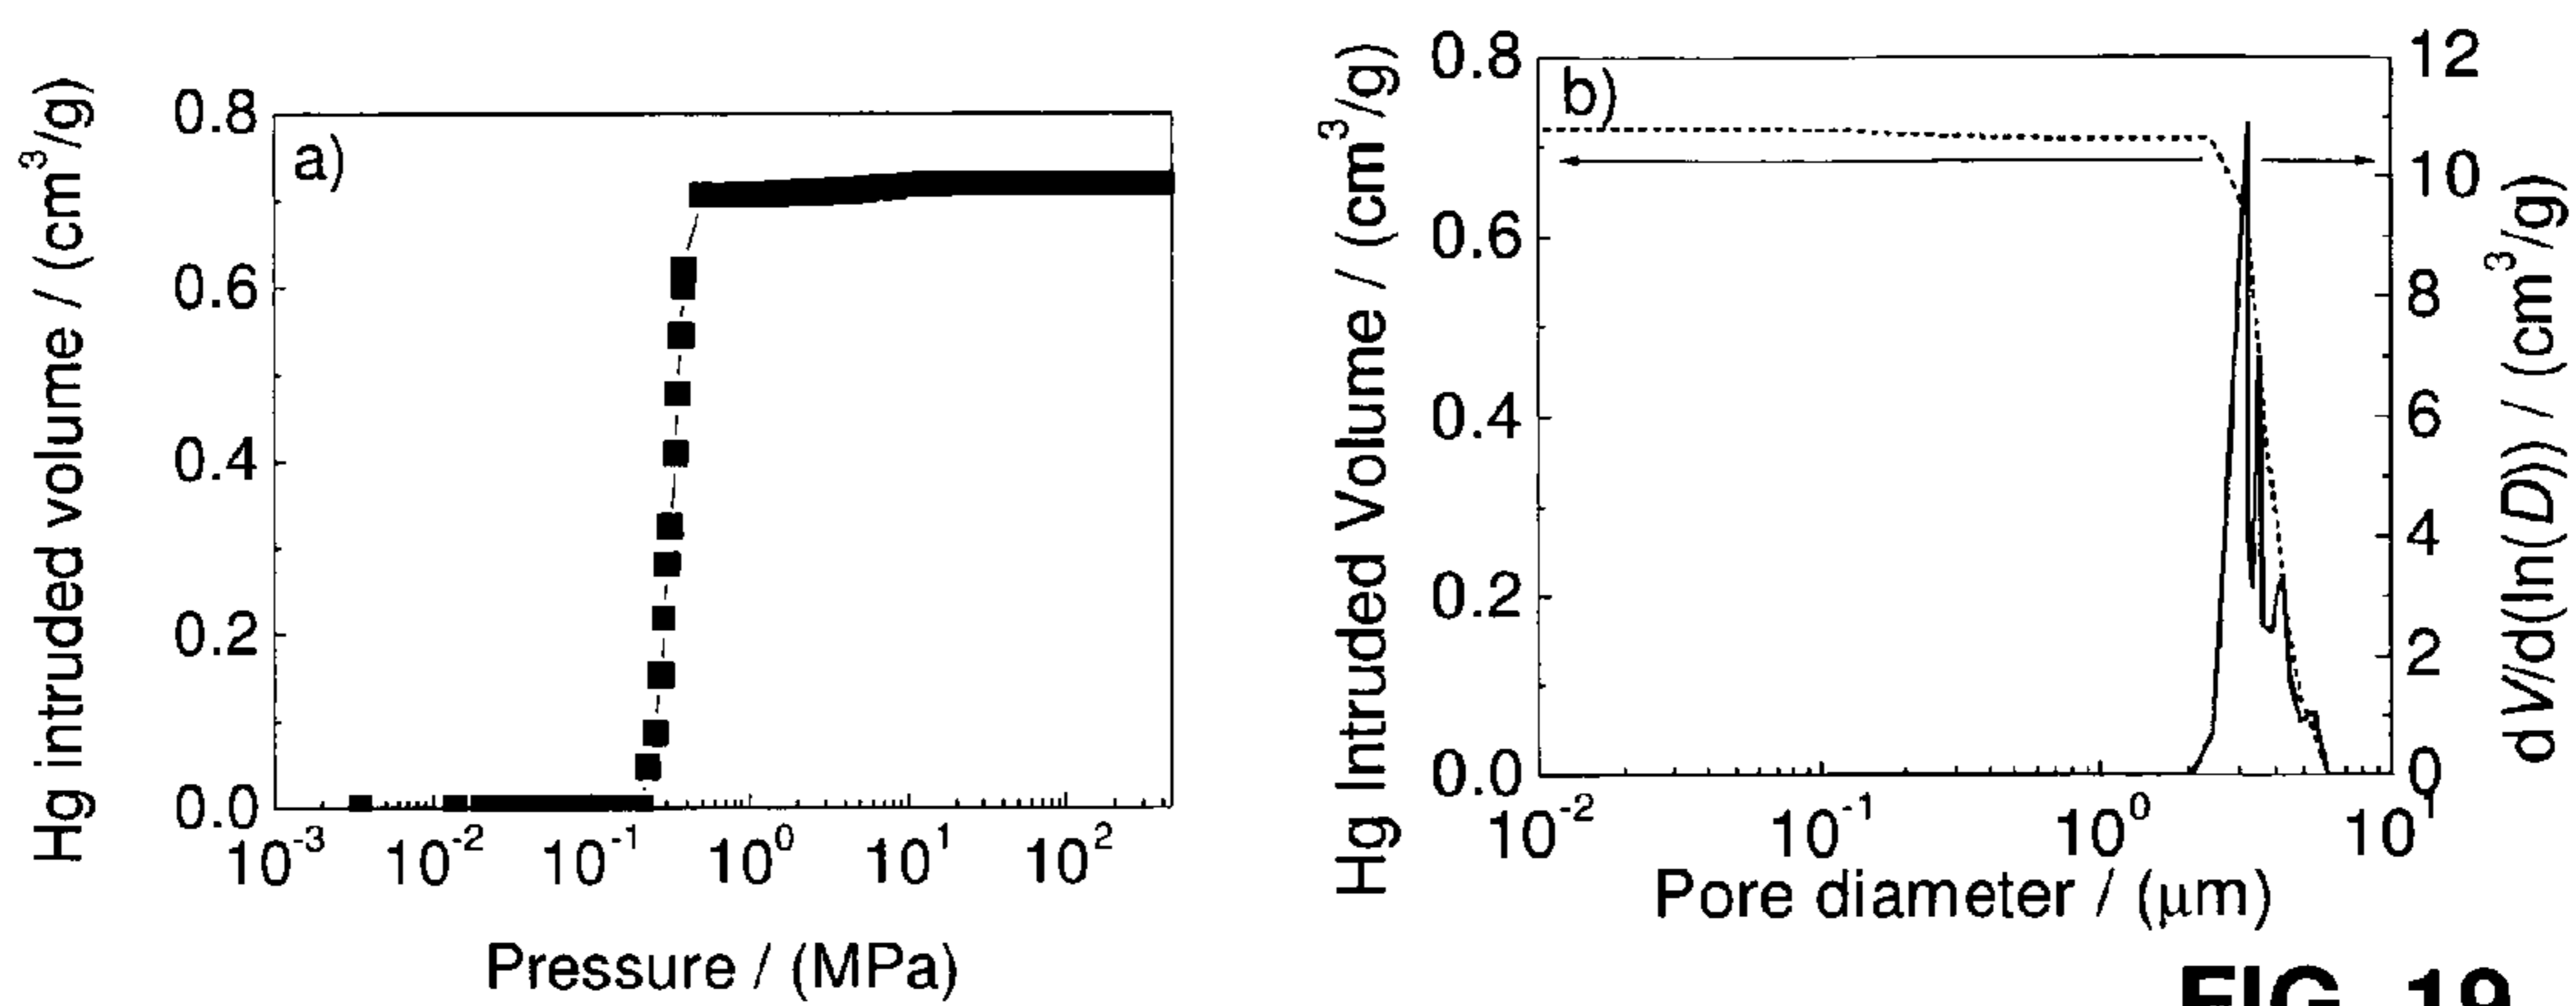 a)
Hg intruded volume / (cm³/g)
0.8
0.6
0.4
0.2
0.0
10⁻³ 10⁻² 10⁻¹ 10⁰ 10¹ 10²
Pressure / (MPa)
b)
Hg Intruded Volume / (cm³/g)
0.8
0.6
0.4
0.2
0.0
10⁻² 10⁻¹ 10⁰ 10¹
Pore diameter / (μm)
12
10
8
6
4
2
0
dV/d(ln(D)) / (cm³/g)
FIG. 19